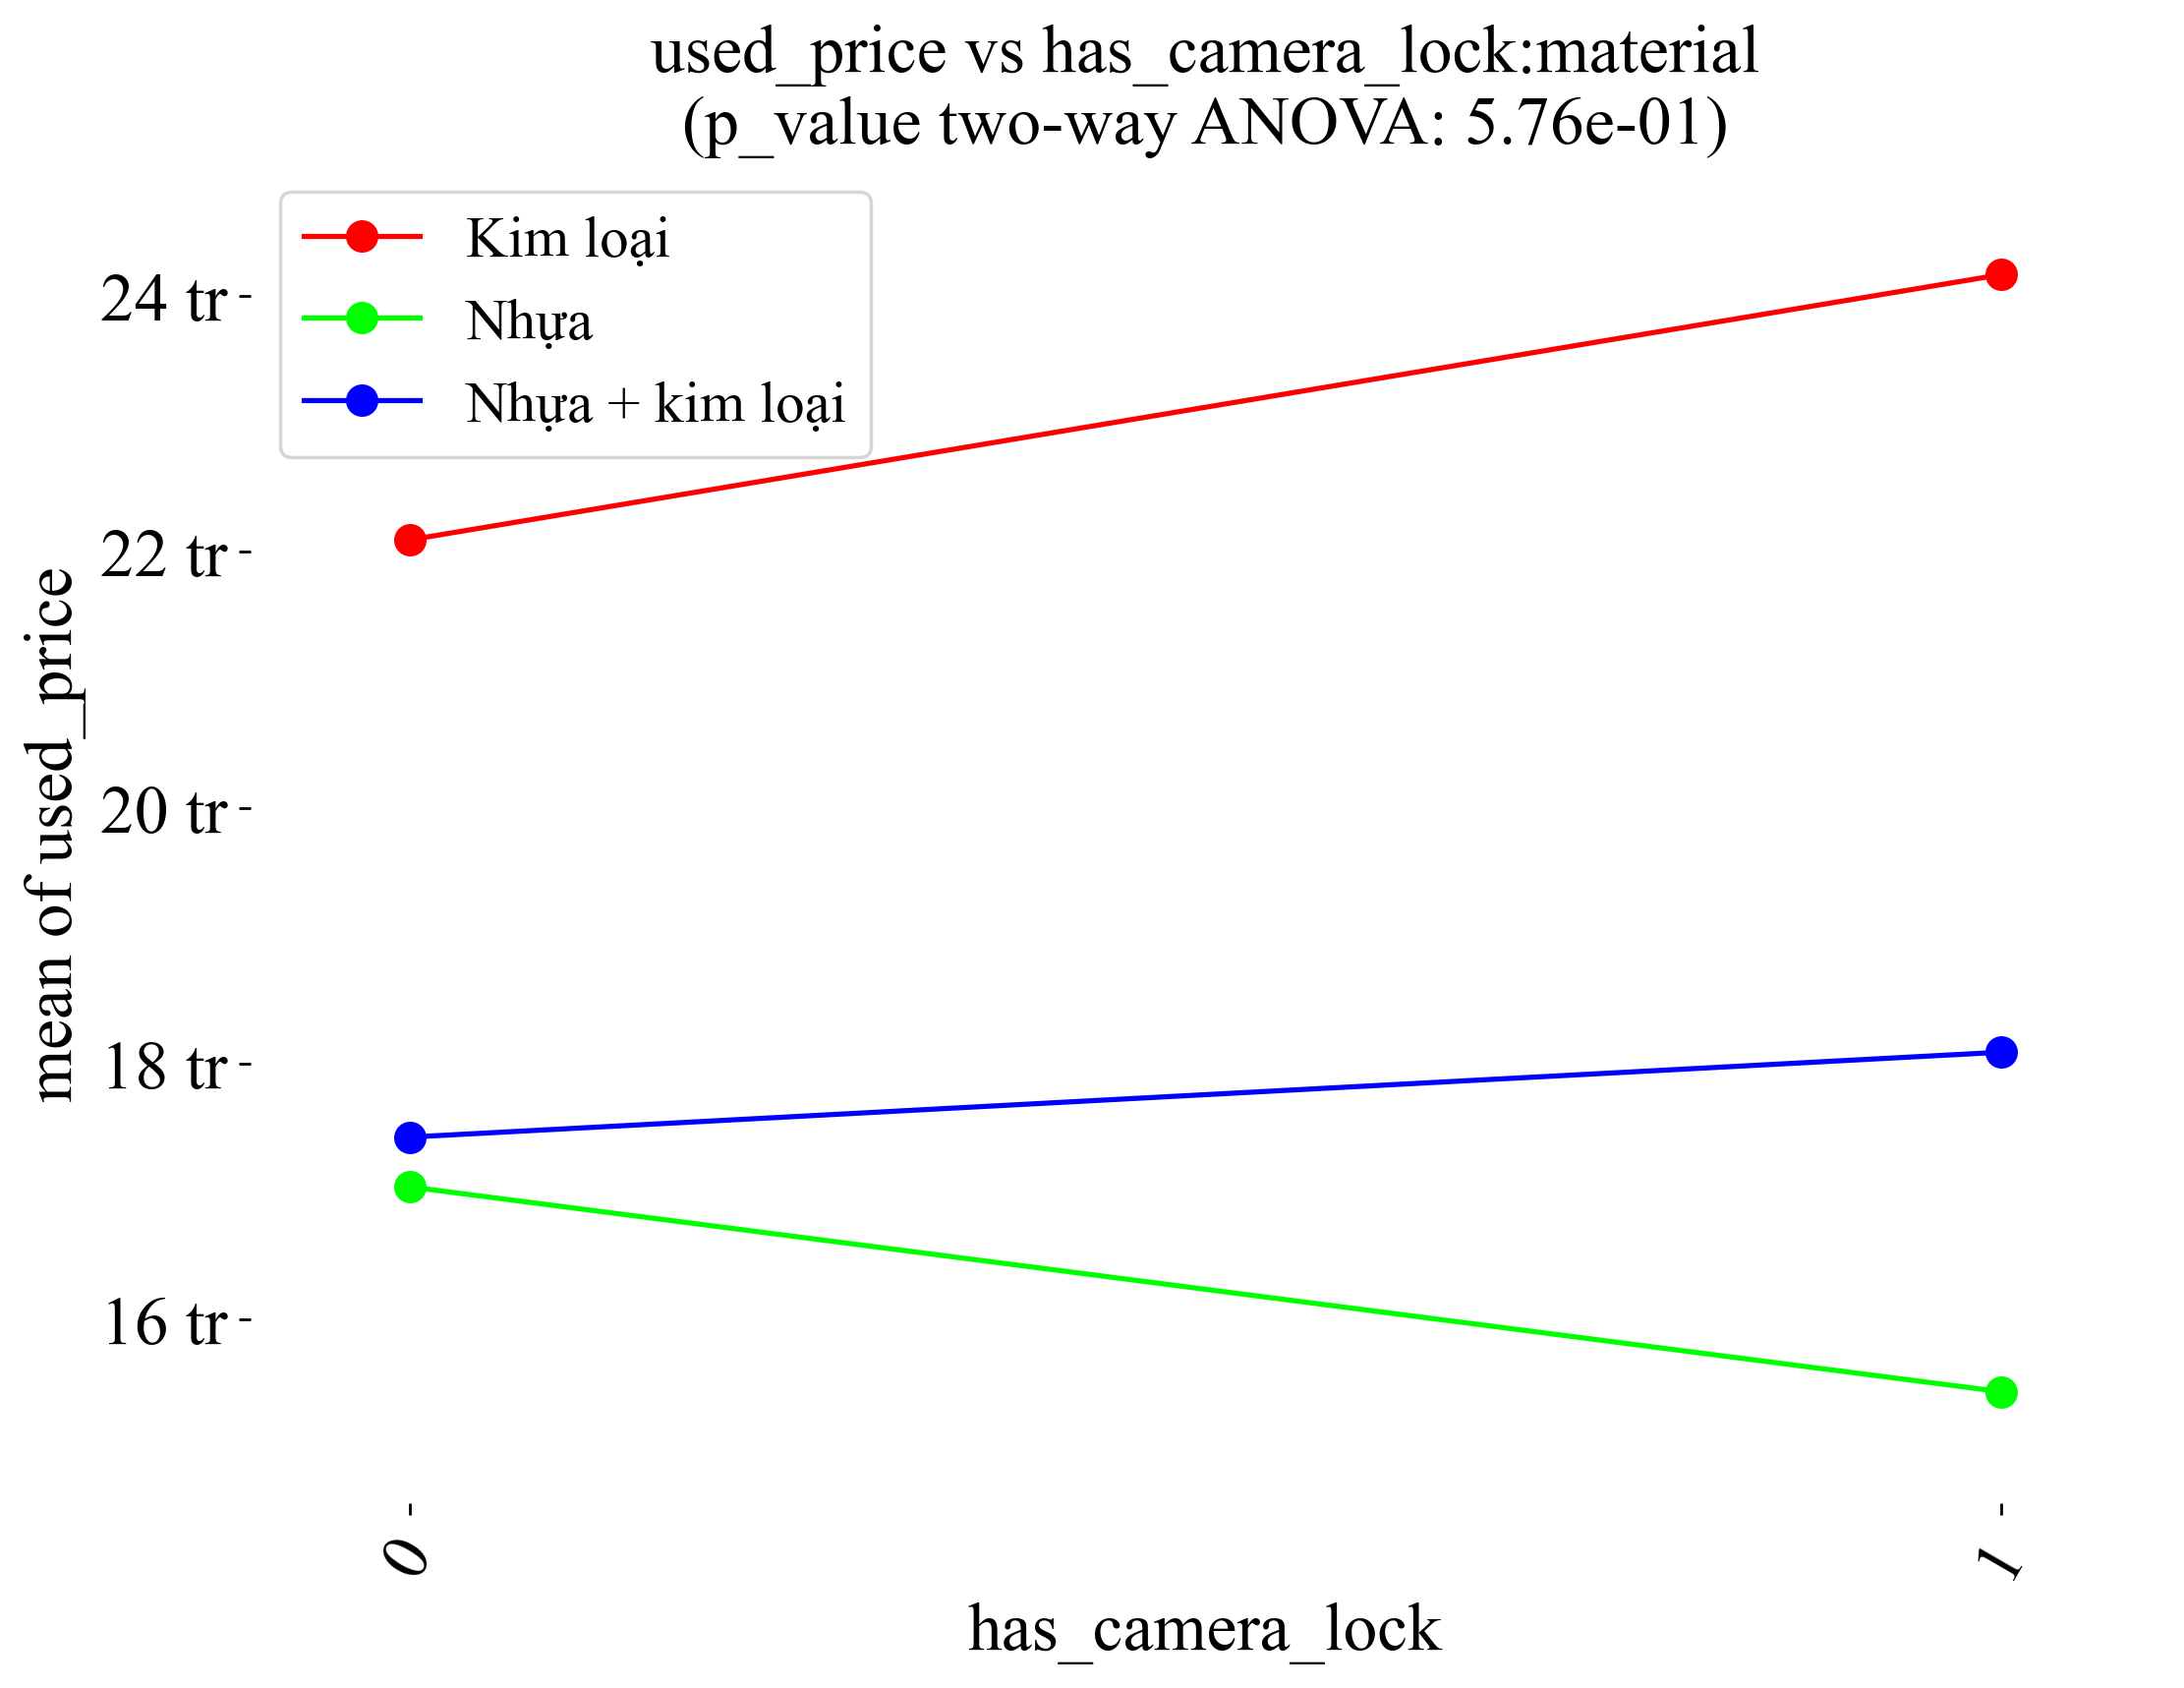 used_price vs has_camera_lock:material
(p_value two-way ANOVA: 5.76e-01)
Kim loại
Nhựa
Nhựa + kim loại
24 tr
22 tr
20 tr
18 tr
16 tr
mean of used_price
0
1
has_camera_lock